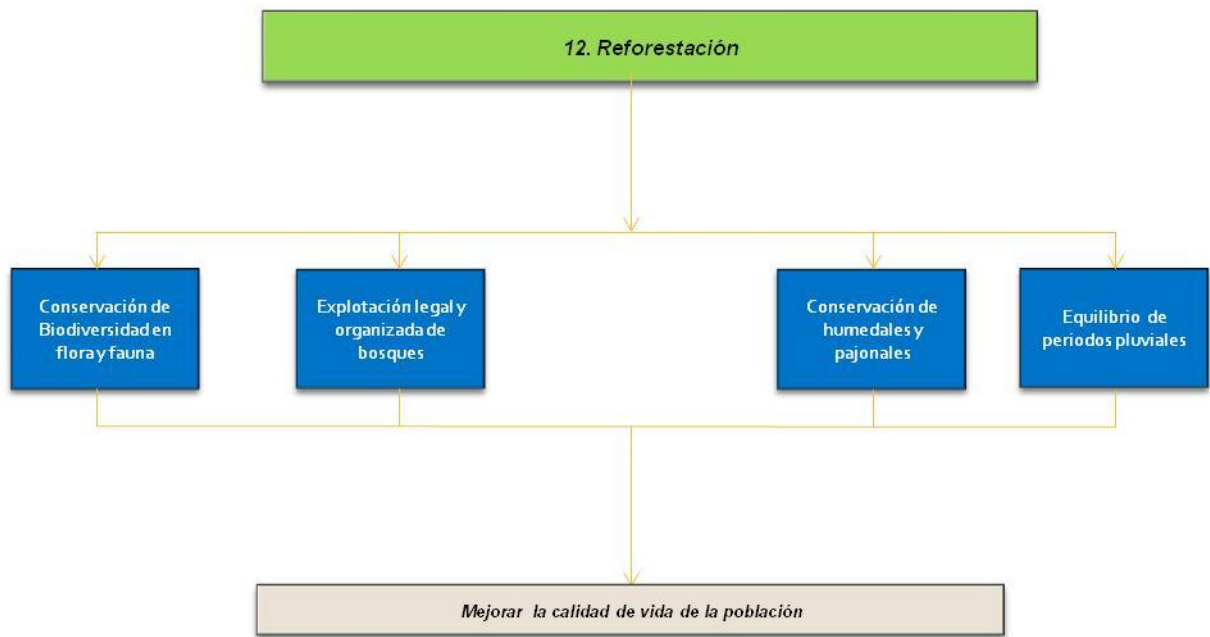 12. Reforestación
Conservación de
Biodiversidad en
flora y fauna
Explotación legal y
organizada de
bosques
Conservación de
humedales y
pajonales
Equilibrio de
periodos pluviales
Mejorar la calidad de vida de la población